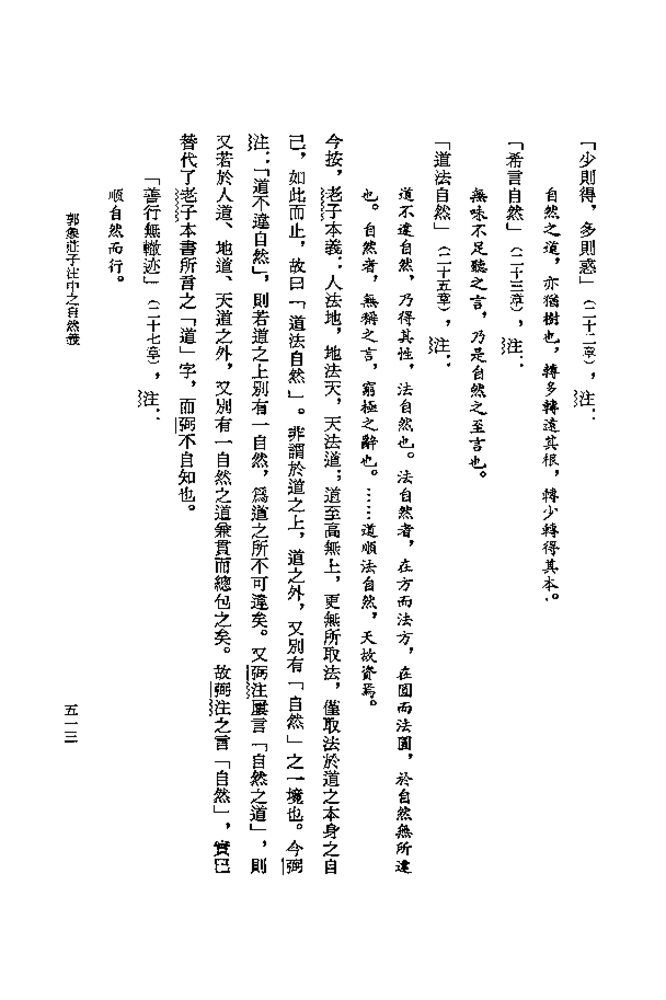 「少則得，多則惑」（二十二章），注：
自然之道，亦猶樹也，轉多轉遠其根，轉少轉得其本。
「希言自然」（二十三章），注：
無味不足聽之言，乃是自然之至言也。
「道法自然」（二十五章），注：
道不違自然，乃得其性，法自然也。法自然者，在方而法方，在圓而法圓，於自然無所違
也。自然者，無稱之言，窮極之辭也。……道順法自然，天故資焉。
今按，老子本義：人法地，地法天，天法道；道至高無上，更無所取法，僅取法於道之本身之自
己，如此而止，故曰「道法自然」。非謂於道之上，道之外，又別有「自然」之一境也。今弼
注：「道不違自然」，則若道之上別有一自然，為道之所不可違矣。又弼注屢言「自然之道」，則
又若於人道、地道、天道之外，又別有一自然之道兼貫而總包之矣。故弼注之言「自然」，實已
替代了老子本書所言之「道」字，而弼不自知也。
「善行無轍迹」（二十七章），注：
順自然而行。
郭象莊子注中之自然義
五一三